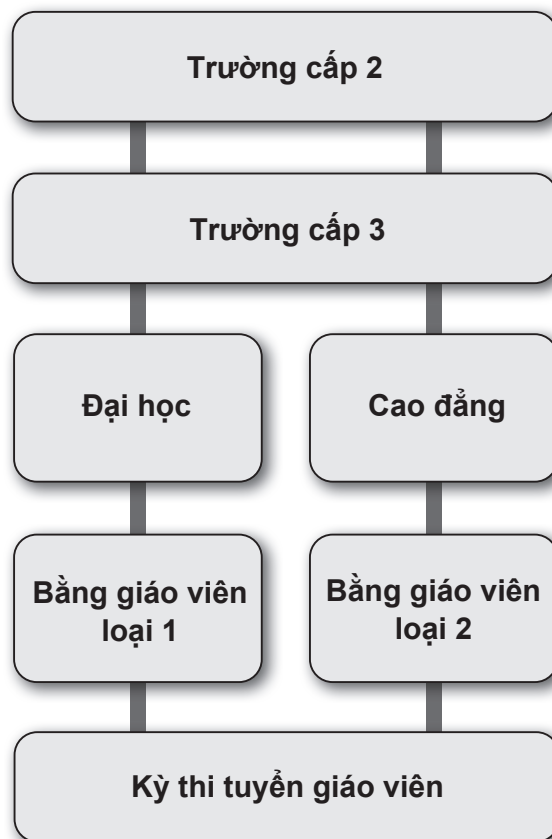 Trường cấp 2
Trường cấp 3
Đại học
Cao đẳng
Bằng giáo viên
loại 1
Bằng giáo viên
loại 2
Kỳ thi tuyển giáo viên